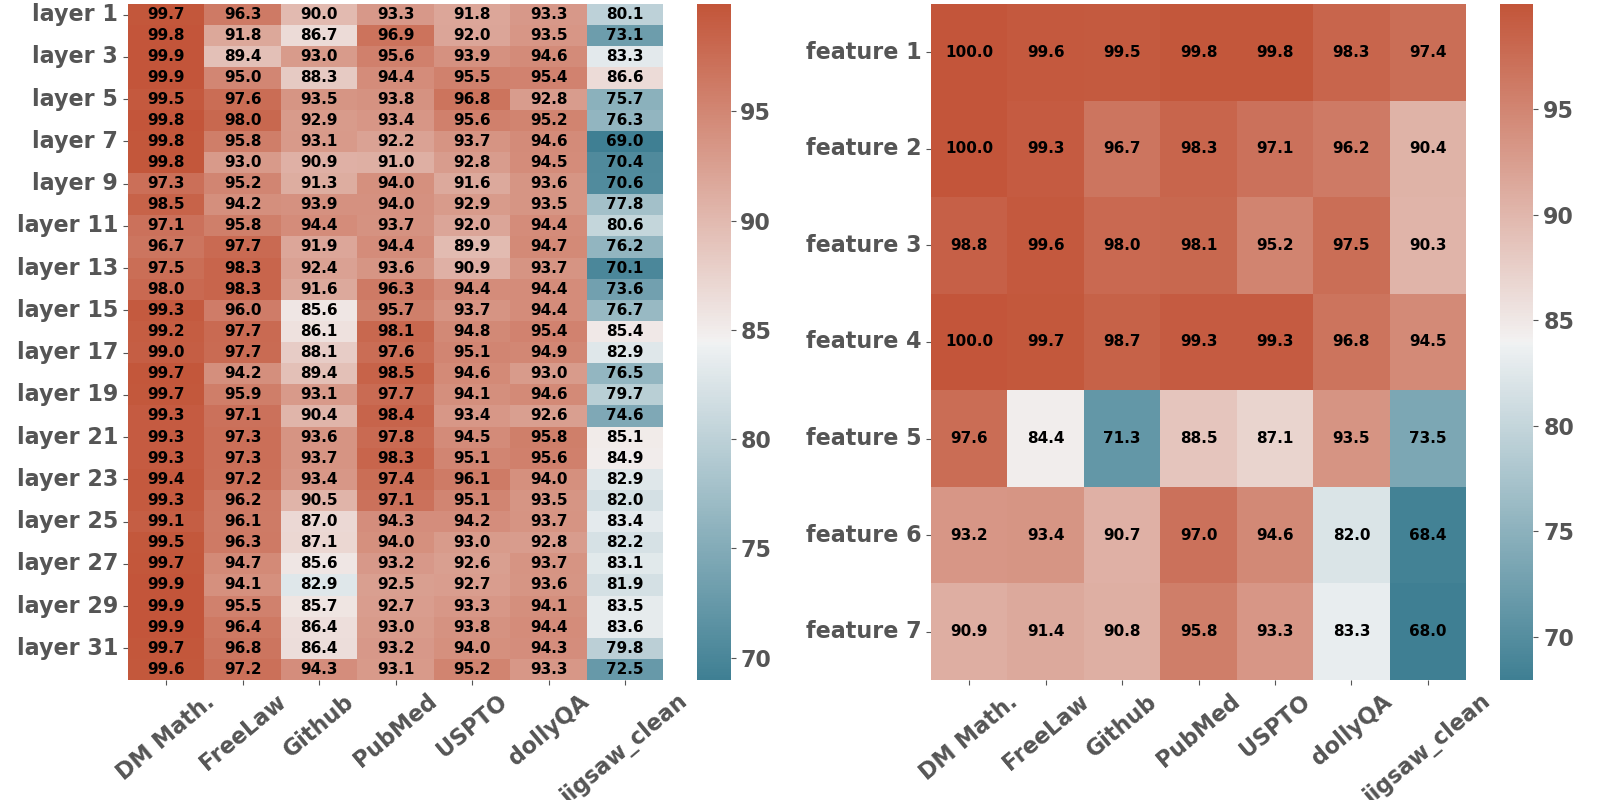 layer 1 99.7 96.3 90.0 93.3 91.8 93.3 80.1
99.8 91.8 86.7 96.9 92.0 93.5 73.1
layer 3 99.9 89.4 93.0 95.6 93.9 94.6 83.3
99.9 95.0 88.3 94.4 95.5 95.4 86.6
layer 5 99.5 97.6 93.5 93.8 96.8 92.8 75.7
99.8 98.0 92.9 93.4 95.6 95.2 76.3
layer 7 99.8 95.8 93.1 92.2 93.7 94.6 69.0
99.8 93.0 90.9 91.0 92.8 94.5 70.4
layer 9 97.3 95.2 91.3 94.0 91.6 93.6 70.6
98.5 94.2 93.9 94.0 92.9 93.5 77.8
layer 11 97.1 95.8 94.4 93.7 92.0 94.4 80.6
96.7 97.7 91.9 94.4 89.9 94.7 76.2
layer 13 97.5 98.3 92.4 93.6 90.9 93.7 70.1
98.0 98.3 91.6 96.3 94.4 94.4 73.6
layer 15 99.3 96.0 85.6 95.7 93.7 94.4 76.7
99.2 97.7 86.1 98.1 94.8 95.4 85.4
layer 17 99.0 97.7 88.1 97.6 95.1 94.9 82.9
99.7 94.2 89.4 98.5 94.6 93.0 76.5
layer 19 99.7 95.9 93.1 97.7 94.1 94.6 79.7
99.3 97.1 90.4 98.4 93.4 92.6 74.6
layer 21 99.3 97.3 93.6 97.8 94.5 95.8 85.1
99.3 97.3 93.7 98.3 95.1 95.6 84.9
layer 23 99.4 97.2 93.4 97.4 96.1 94.0 82.9
99.3 96.2 90.5 97.1 95.1 93.5 82.0
layer 25 99.1 96.1 87.0 94.3 94.2 93.7 83.4
99.5 96.3 87.1 94.0 93.0 92.8 82.2
layer 27 99.7 94.7 85.6 93.2 92.6 93.7 83.1
99.9 94.1 82.9 92.5 92.7 93.6 81.9
layer 29 99.9 95.5 85.7 92.7 93.3 94.1 83.5
99.9 96.4 86.4 93.0 93.8 94.4 83.6
layer 31 99.7 96.8 86.4 93.2 94.0 94.3 79.8
99.6 97.2 94.3 93.1 95.2 93.3 72.5
DM Math. FreeLaw Github PubMed USPTO dollyQA jigsaw_clean
95
90
85
80
75
70
feature 1 100.0 99.6 99.5 99.8 99.8 98.3 97.4
feature 2 100.0 99.3 96.7 98.3 97.1 96.2 90.4
feature 3 98.8 99.6 98.0 98.1 95.2 97.5 90.3
feature 4 100.0 99.7 98.7 99.3 99.3 96.8 94.5
feature 5 97.6 84.4 71.3 88.5 87.1 93.5 73.5
feature 6 93.2 93.4 90.7 97.0 94.6 82.0 68.4
feature 7 90.9 91.4 90.8 95.8 93.3 83.3 68.0
DM Math. FreeLaw Github PubMed USPTO dollyQA jigsaw_clean
95
90
85
80
75
70